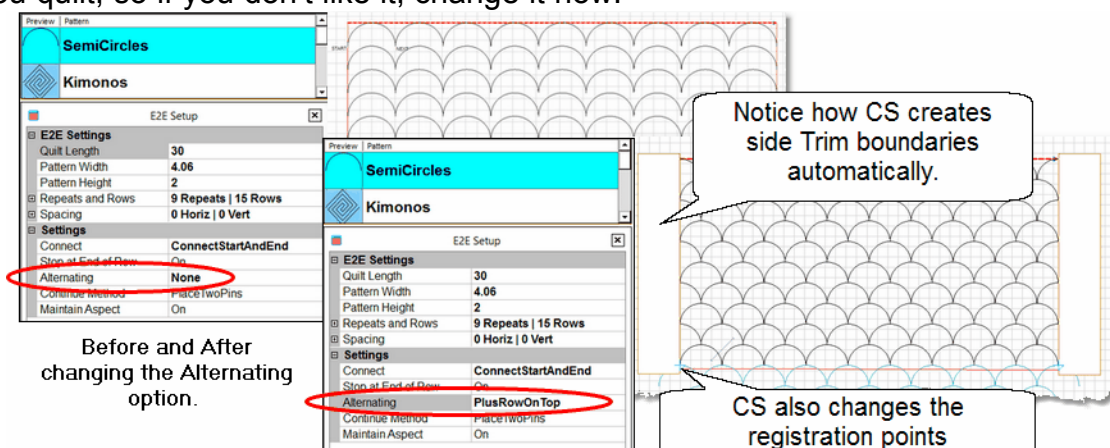 you quilt, so if you don't like it, change it now.
Preview Pattern
SemiCircles
Kimonos
E2E Setup
E2E Settings
Quilt Length 30
Pattern Width 4.06
Pattern Height 2
Repeats and Rows 9 Repeats | 15 Rows
Spacing 0 Horiz | 0 Vert
Settings
Connect ConnectStartAndEnd
Stop at End of Row On
Alternating None
Continue Method PlaceTwoPins
Maintain Aspect On
Before and After
changing the Alternating
option.
START
NEXT
Preview Pattern
SemiCircles
Kimonos
E2E Setup
E2E Settings
Quilt Length 30
Pattern Width 4.06
Pattern Height 2
Repeats and Rows 9 Repeats | 15 Rows
Spacing 0 Horiz | 0 Vert
Settings
Connect ConnectStartAndEnd
Stop at End of Row On
Alternating PlusRowOnTop
Continue Method PlaceTwoPins
Maintain Aspect On
Notice how CS creates
side Trim boundaries
automatically.
CS also changes the
registration points